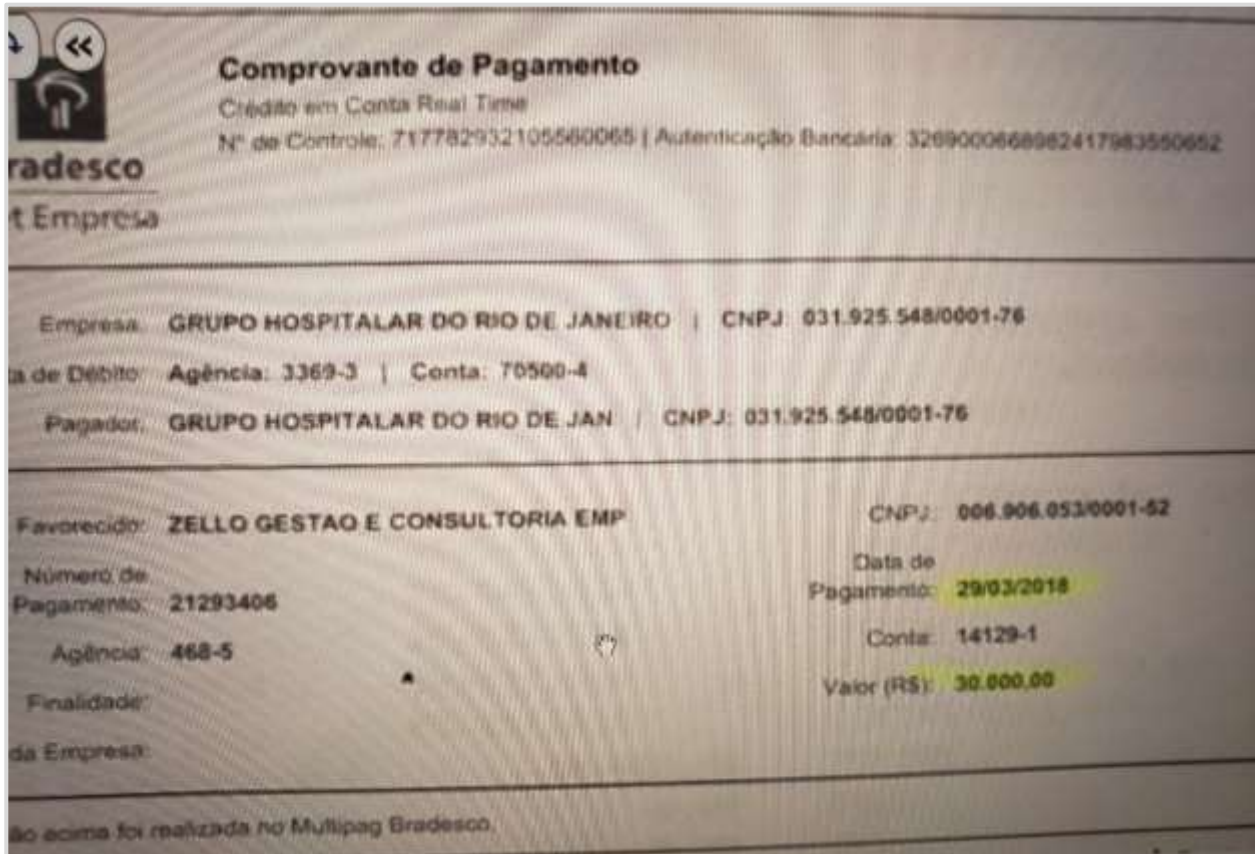 Comprovante de Pagamento
Crédito em Conta Real Time
N° de Controle: 717782932105560065 | Autenticação Bancária: 3269000668982417983550652
radesco
t Empresa
Empresa: GRUPO HOSPITALAR DO RIO DE JANEIRO | CNPJ: 031.925.548/0001-76
a de Débito: Agência: 3369-3 | Conta: 70500-4
Pagador: GRUPO HOSPITALAR DO RIO DE JAN | CNPJ: 031.925.548/0001-76
Favorecido: ZELLO GESTAO E CONSULTORIA EMP CNPJ: 006.906.053/0001-52
Número de
Pagamento: 21293406
Data de
Pagamento: 29/03/2018
Agência: 468-5 Conta: 14129-1
Finalidade: Valor (R$): 30.000,00
da Empresa:
ão acima foi realizada no Multipag Bradesco.